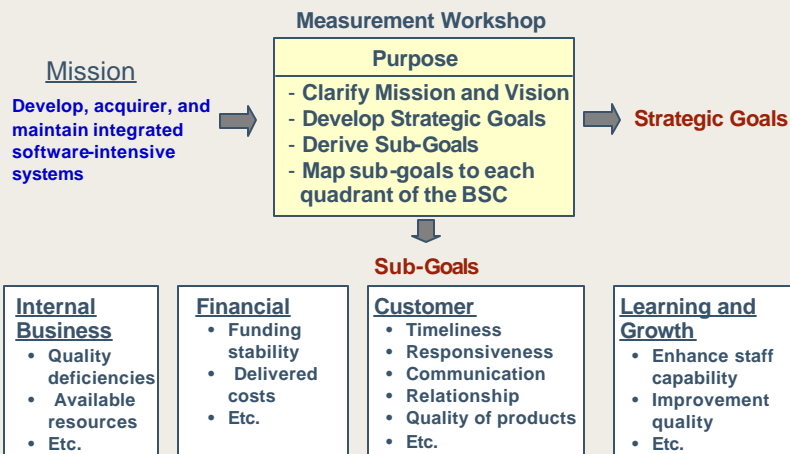 Measurement Workshop
Mission
Develop, acquirer, and
maintain integrated
software-intensive
systems
Purpose
- Clarify Mission and Vision
- Develop Strategic Goals
- Derive Sub-Goals
- Map sub-goals to each
quadrant of the BSC
Strategic Goals
Sub-Goals
Internal
Business
• Quality
deficiencies
• Available
resources
• Etc.
Financial
• Funding
stability
• Delivered
costs
• Etc.
Customer
• Timeliness
• Responsiveness
• Communication
• Relationship
• Quality of products
• Etc.
Learning and
Growth
• Enhance staff
capability
• Improvement
quality
• Etc.